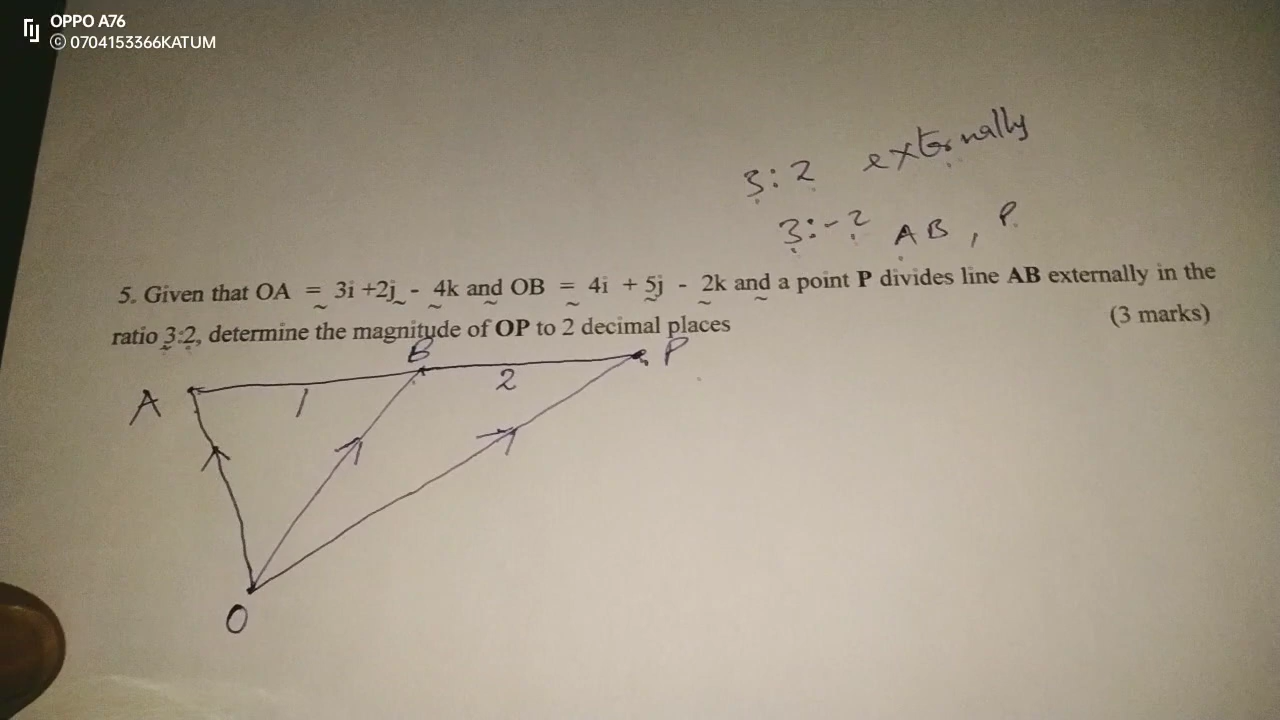 OPPO A76
© 0704153366KATUM
3:2 externally
3:-2 AB, P.
5. Given that OA = 3i +2j - 4k and OB = 4i + 5j - 2k and a point P divides line AB externally in the
ratio 3:2, determine the magnitude of OP to 2 decimal places (3 marks)
B P
A 1 2
O